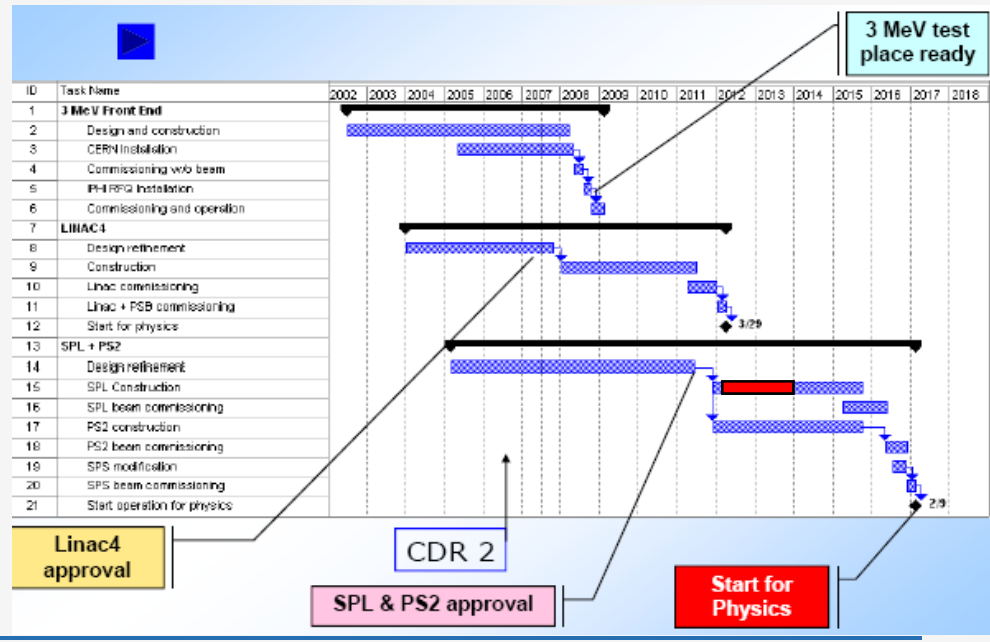 3 MeV test
place ready
ID Task Name 2002 2003 2004 2005 2006 2007 2008 2009 2010 2011 2012 2013 2014 2015 2016 2017 2018
1 3 MeV Front End
2 Design and construction
3 CERN Installation
4 Commissioning w/o beam
5 IPHI RFQ Installation
6 Commissioning and operation
7 LINAC4
8 Design refinement
9 Construction
10 Linac commissioning
11 Linac + PSB commissioning
12 Start for physics 3/29
13 SPL + PS2
14 Design refinement
15 SPL Construction
16 SPL beam commissioning
17 PS2 construction
18 PS2 beam commissioning
19 SPS modification
20 SPS beam commissioning
21 Start operation for physics 2/9
Linac4
approval
CDR 2
SPL & PS2 approval
Start for
Physics